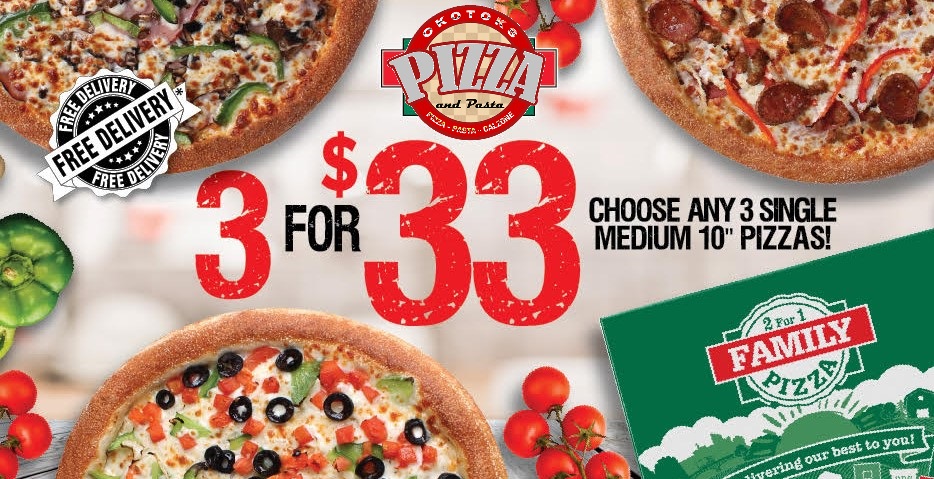 OKOTOKS
PIZZA
and Pasta
PIZZA - PASTA - CALZONE
FREE DELIVERY
FREE DELIVERY*
FREE DELIVERY
3 FOR $33
CHOOSE ANY 3 SINGLE
MEDIUM 10" PIZZAS!
2 For 1
FAMILY
PIZZA
livering our best to you!